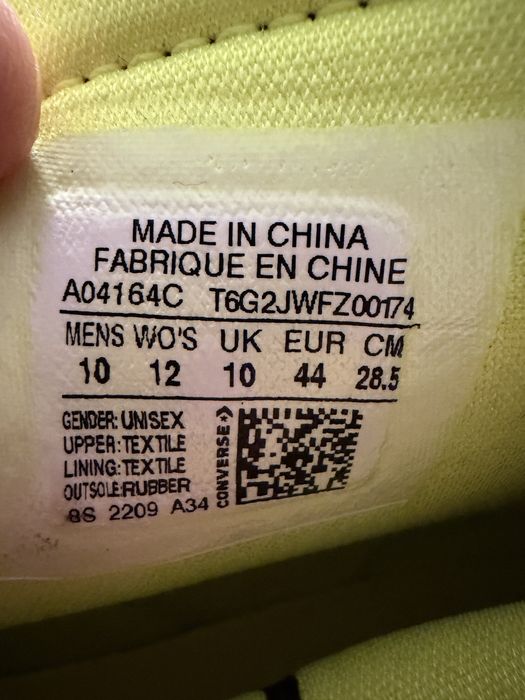 MADE IN CHINA
FABRIQUE EN CHINE
A04164C T6G2JWFZ00174
MENS WO'S UK EUR CM
10 12 10 44 28.5
GENDER: UNISEX
UPPER: TEXTILE
LINING: TEXTILE
OUTSOLE: RUBBER
8S 2209 A34
CONVERSE